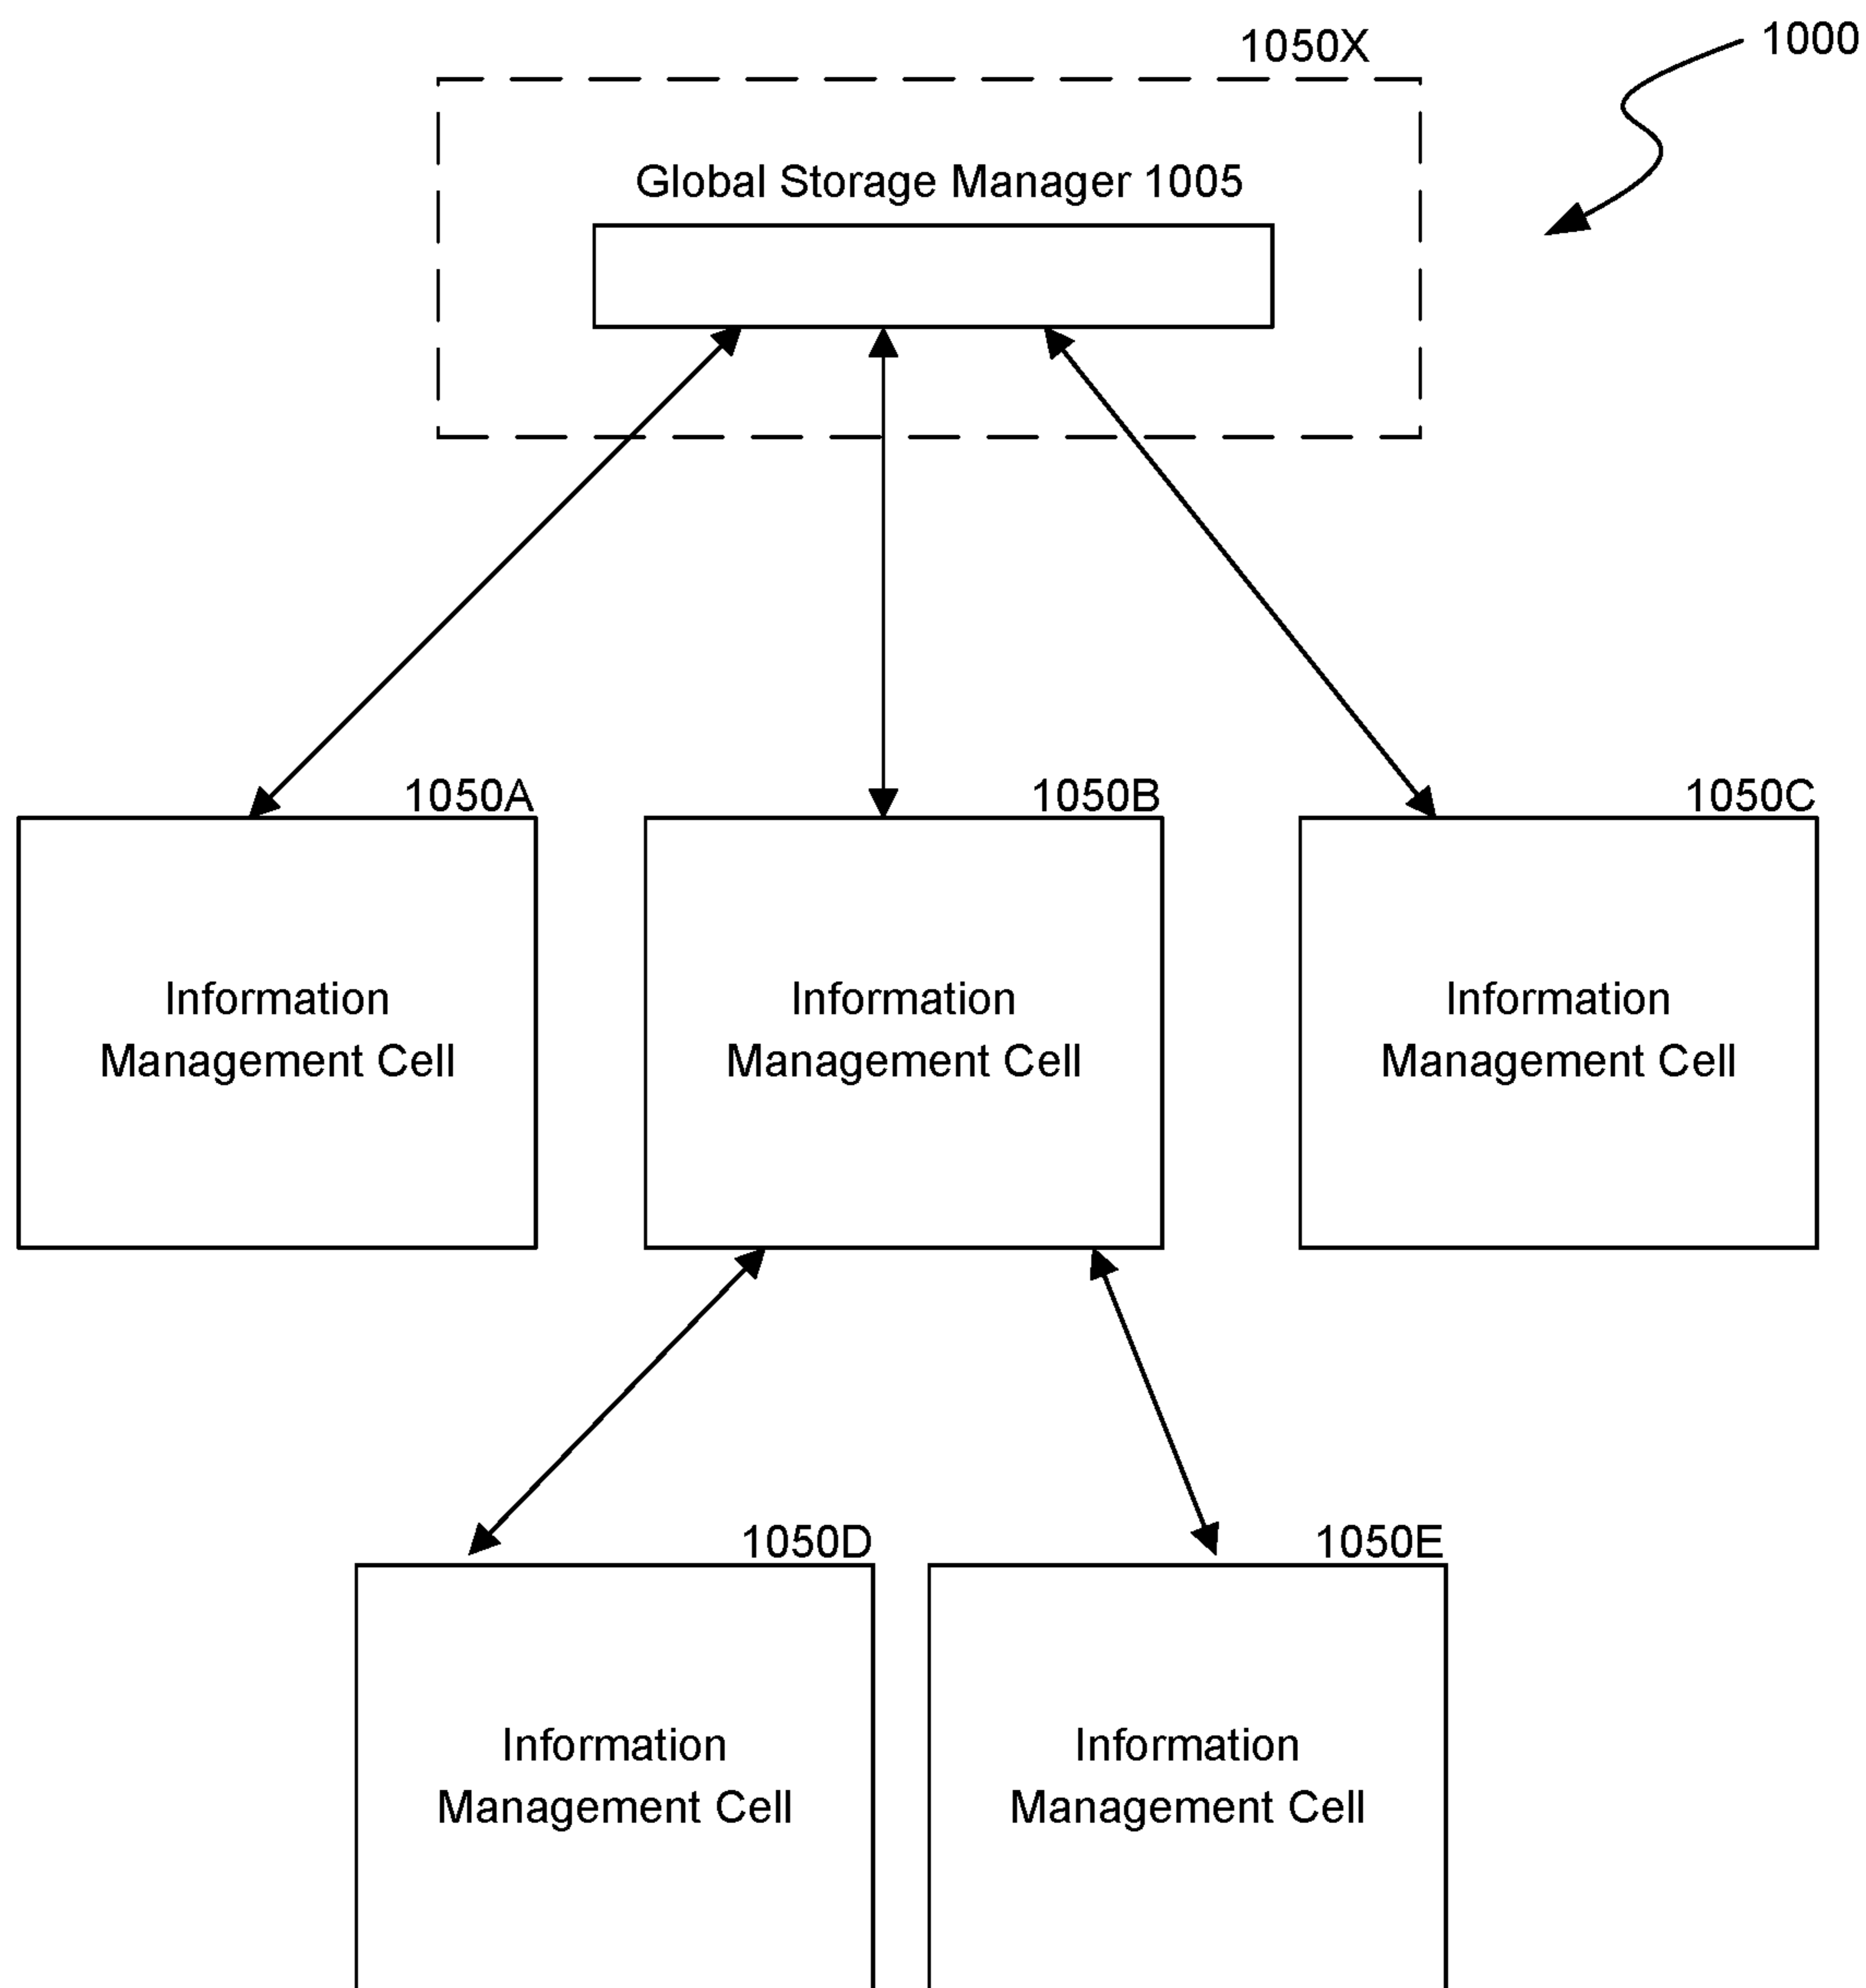 1050X
1000
Global Storage Manager 1005
1050A
1050B
1050C
Information
Management Cell
Information
Management Cell
Information
Management Cell
1050D
1050E
Information
Management Cell
Information
Management Cell